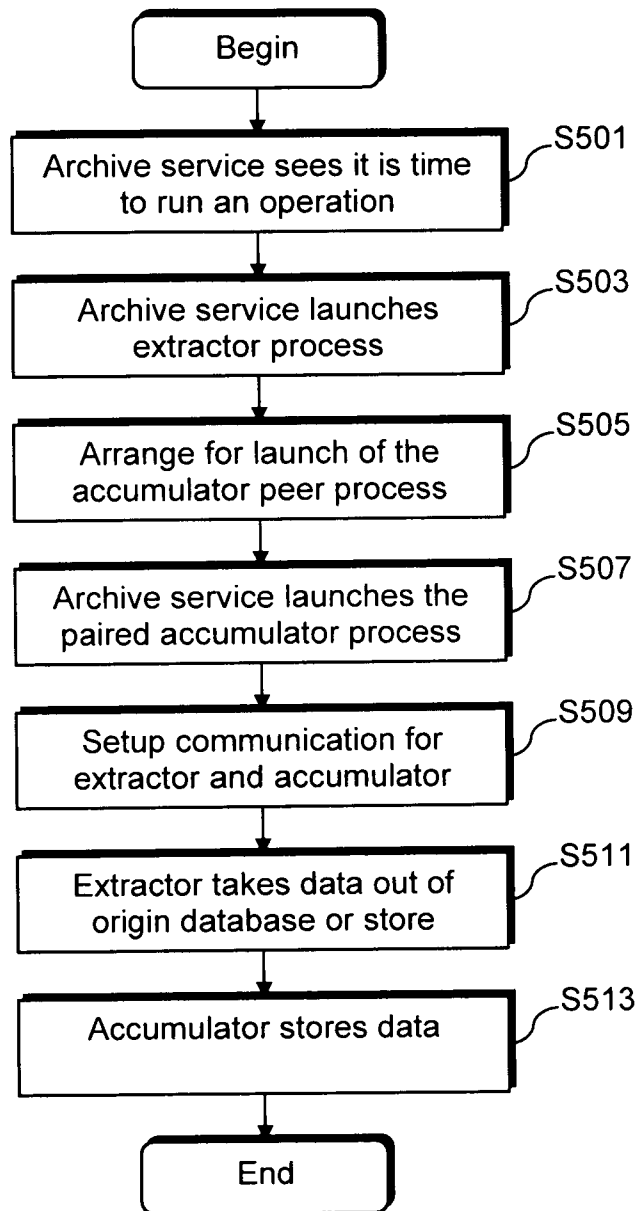 Begin
S501
Archive service sees it is time
to run an operation
S503
Archive service launches
extractor process
S505
Arrange for launch of the
accumulator peer process
S507
Archive service launches the
paired accumulator process
S509
Setup communication for
extractor and accumulator
S511
Extractor takes data out of
origin database or store
S513
Accumulator stores data
End